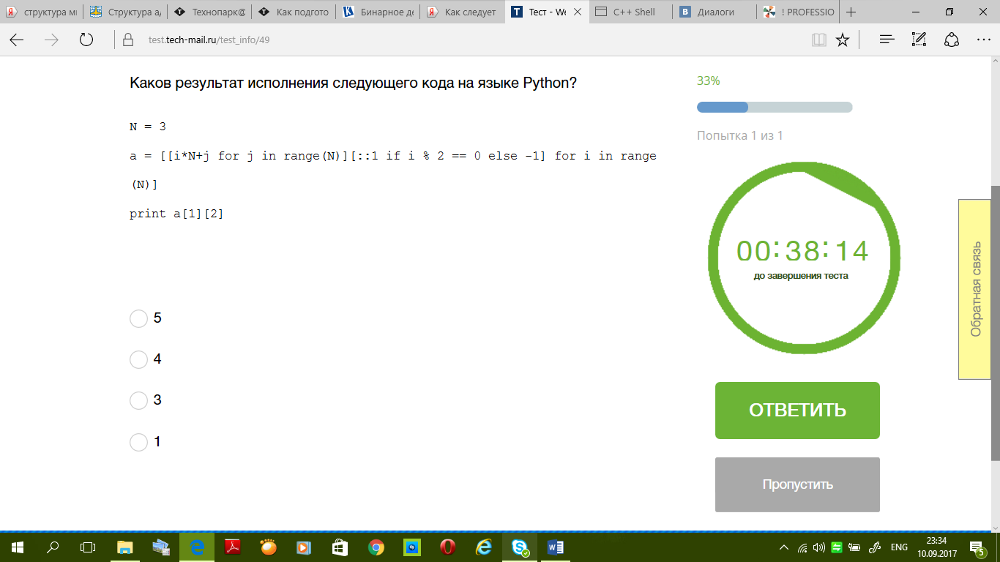 структура мн
Структура а
Технопарк@
Как подгото
Бинарное де
Как следует
Тест - We
C++ Shell
Диалоги
! PROFESSIO
test.tech-mail.ru/test_info/49
Каков результат исполнения следующего кода на языке Python?
N = 3
a = [[i*N+j for j in range(N)][::1 if i % 2 == 0 else -1] for i in range
(N)]
print a[1][2]
5
4
3
1
33%
Попытка 1 из 1
00:38:14
до завершения теста
ОТВЕТИТЬ
Пропустить
Обратная связь
ENG
23:34
10.09.2017
5